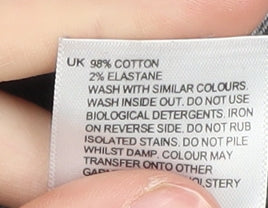 UK 98% COTTON
2% ELASTANE
WASH WITH SIMILAR COLOURS.
WASH INSIDE OUT. DO NOT USE
BIOLOGICAL DETERGENTS. IRON
ON REVERSE SIDE. DO NOT RUB
ISOLATED STAINS. DO NOT PILE
WHILST DAMP. COLOUR MAY
TRANSFER ONTO OTHER